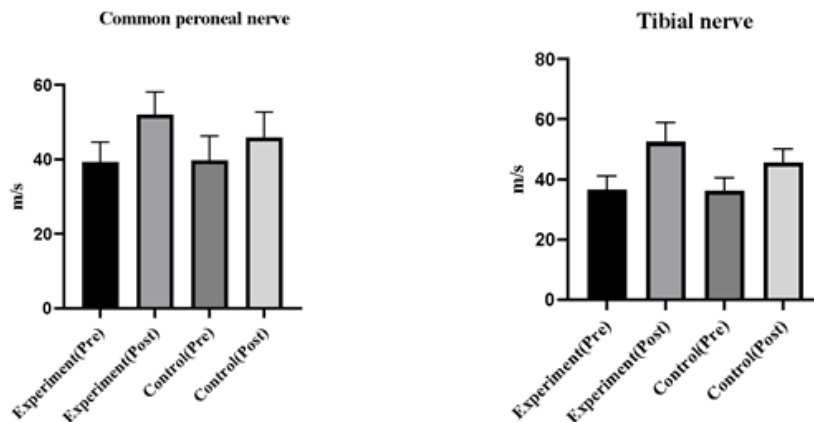 Common peroneal nerve
60
40
20
0
m/s
Experiment(Pre)
Experiment(Post)
Control(Pre)
Control(Post)
Tibial nerve
80
60
40
20
0
m/s
Experiment(Pre)
Experiment(Post)
Control(Pre)
Control(Post)